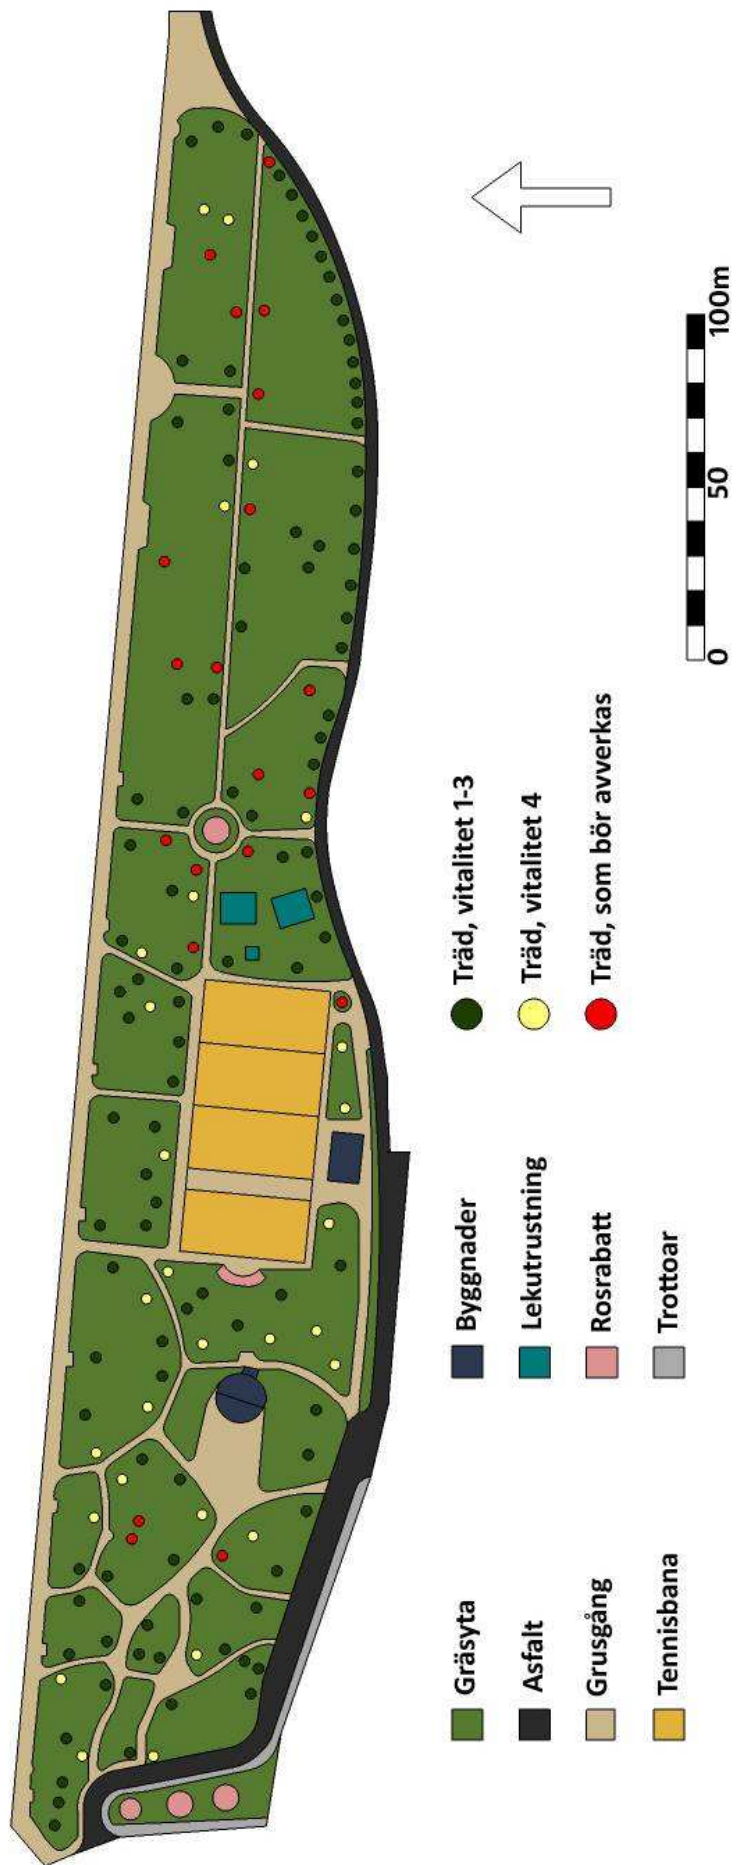 Gräsyta
Asfalt
Grusgång
Tennisbana
Byggnader
Lekutrustning
Rosrabatt
Trottoar
Träd, vitalitet 1-3
Träd, vitalitet 4
Träd, som bör avverkas
0 50 100m